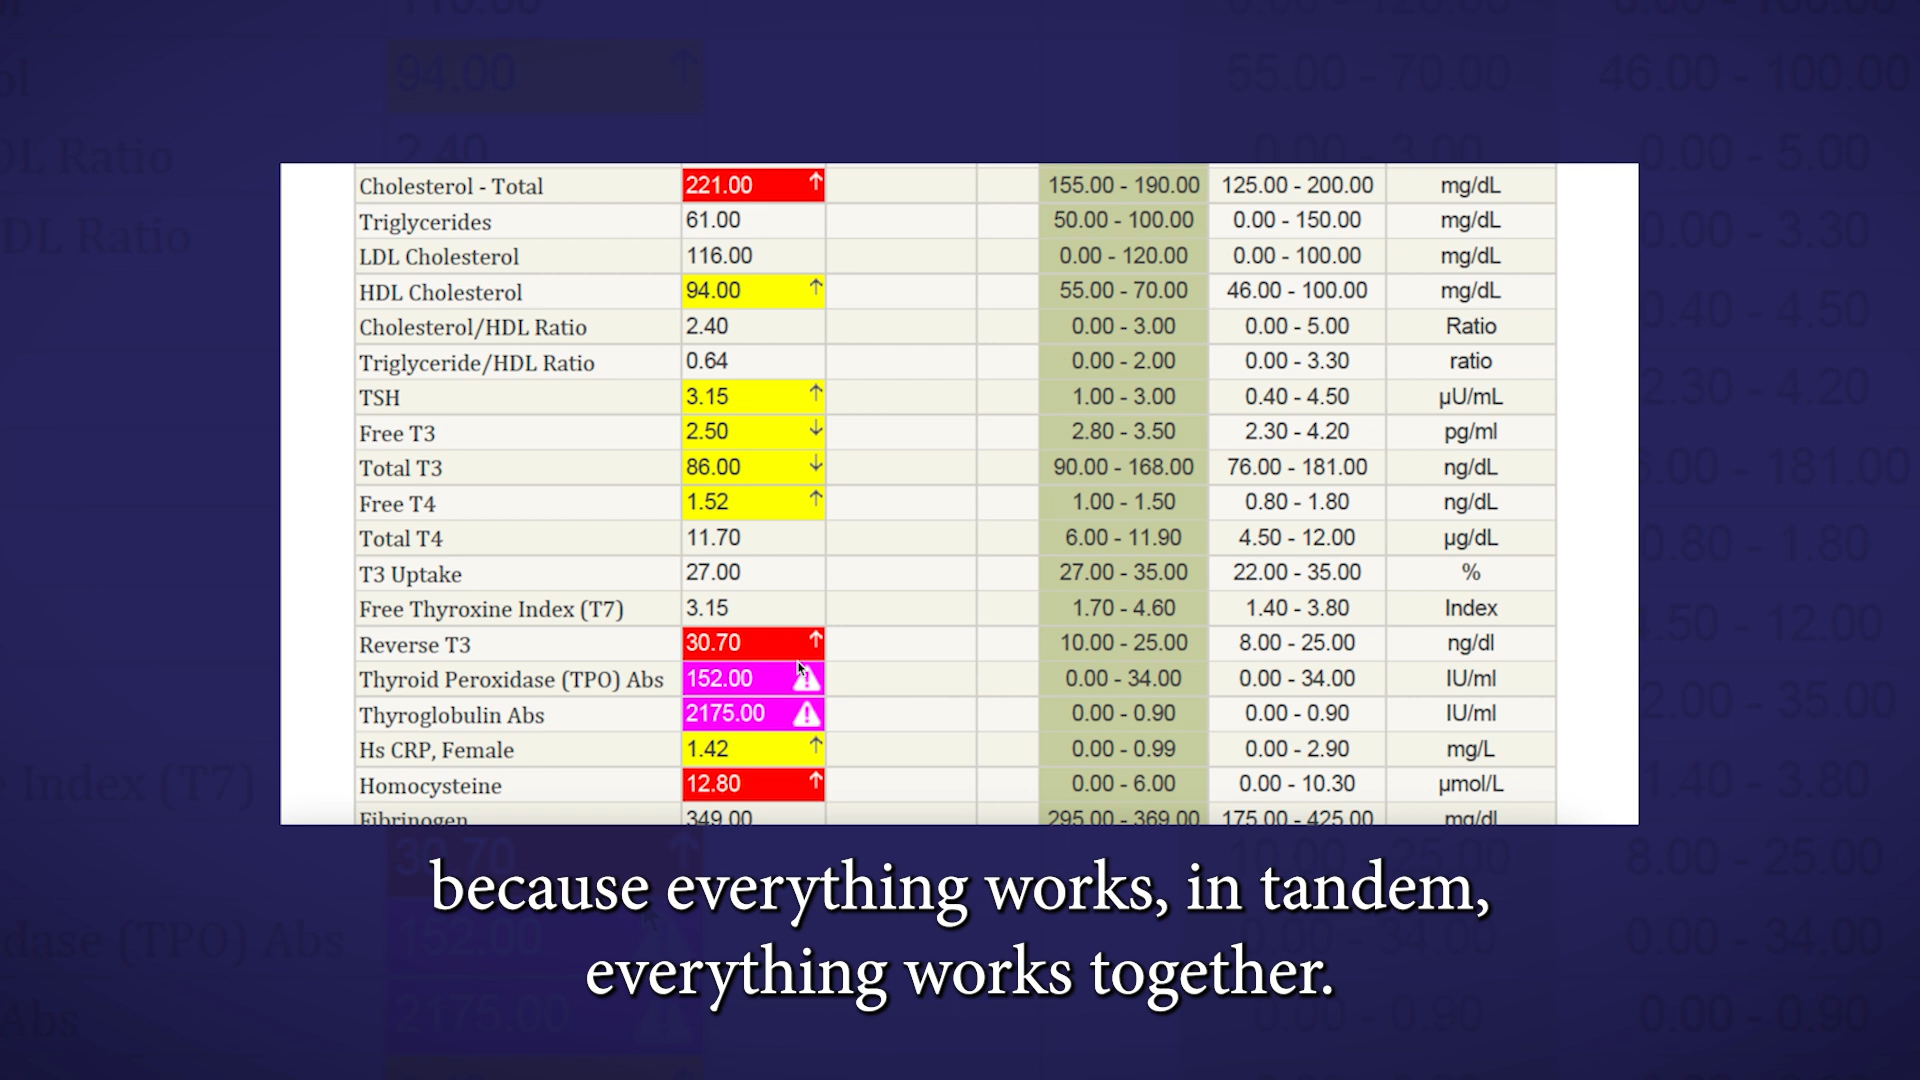 Cholesterol - Total 221.00 ↑ 155.00 - 190.00 125.00 - 200.00 mg/dL
Triglycerides 61.00 50.00 - 100.00 0.00 - 150.00 mg/dL
LDL Cholesterol 116.00 0.00 - 120.00 0.00 - 100.00 mg/dL
HDL Cholesterol 94.00 ↑ 55.00 - 70.00 46.00 - 100.00 mg/dL
Cholesterol/HDL Ratio 2.40 0.00 - 3.00 0.00 - 5.00 Ratio
Triglyceride/HDL Ratio 0.64 0.00 - 2.00 0.00 - 3.30 ratio
TSH 3.15 ↑ 1.00 - 3.00 0.40 - 4.50 µU/mL
Free T3 2.50 ↓ 2.80 - 3.50 2.30 - 4.20 pg/ml
Total T3 86.00 ↓ 90.00 - 168.00 76.00 - 181.00 ng/dL
Free T4 1.52 ↑ 1.00 - 1.50 0.80 - 1.80 ng/dL
Total T4 11.70 6.00 - 11.90 4.50 - 12.00 µg/dL
T3 Uptake 27.00 27.00 - 35.00 22.00 - 35.00 %
Free Thyroxine Index (T7) 3.15 1.70 - 4.60 1.40 - 3.80 Index
Reverse T3 30.70 ↑ 10.00 - 25.00 8.00 - 25.00 ng/dl
Thyroid Peroxidase (TPO) Abs 152.00 0.00 - 34.00 0.00 - 34.00 IU/ml
Thyroglobulin Abs 2175.00 0.00 - 0.90 0.00 - 0.90 IU/ml
Hs CRP, Female 1.42 ↑ 0.00 - 0.99 0.00 - 2.90 mg/L
Homocysteine 12.80 ↑ 0.00 - 6.00 0.00 - 10.30 µmol/L
Fibrinogen 349.00 295.00 - 369.00 175.00 - 425.00 mg/dl
because everything works, in tandem,
everything works together.